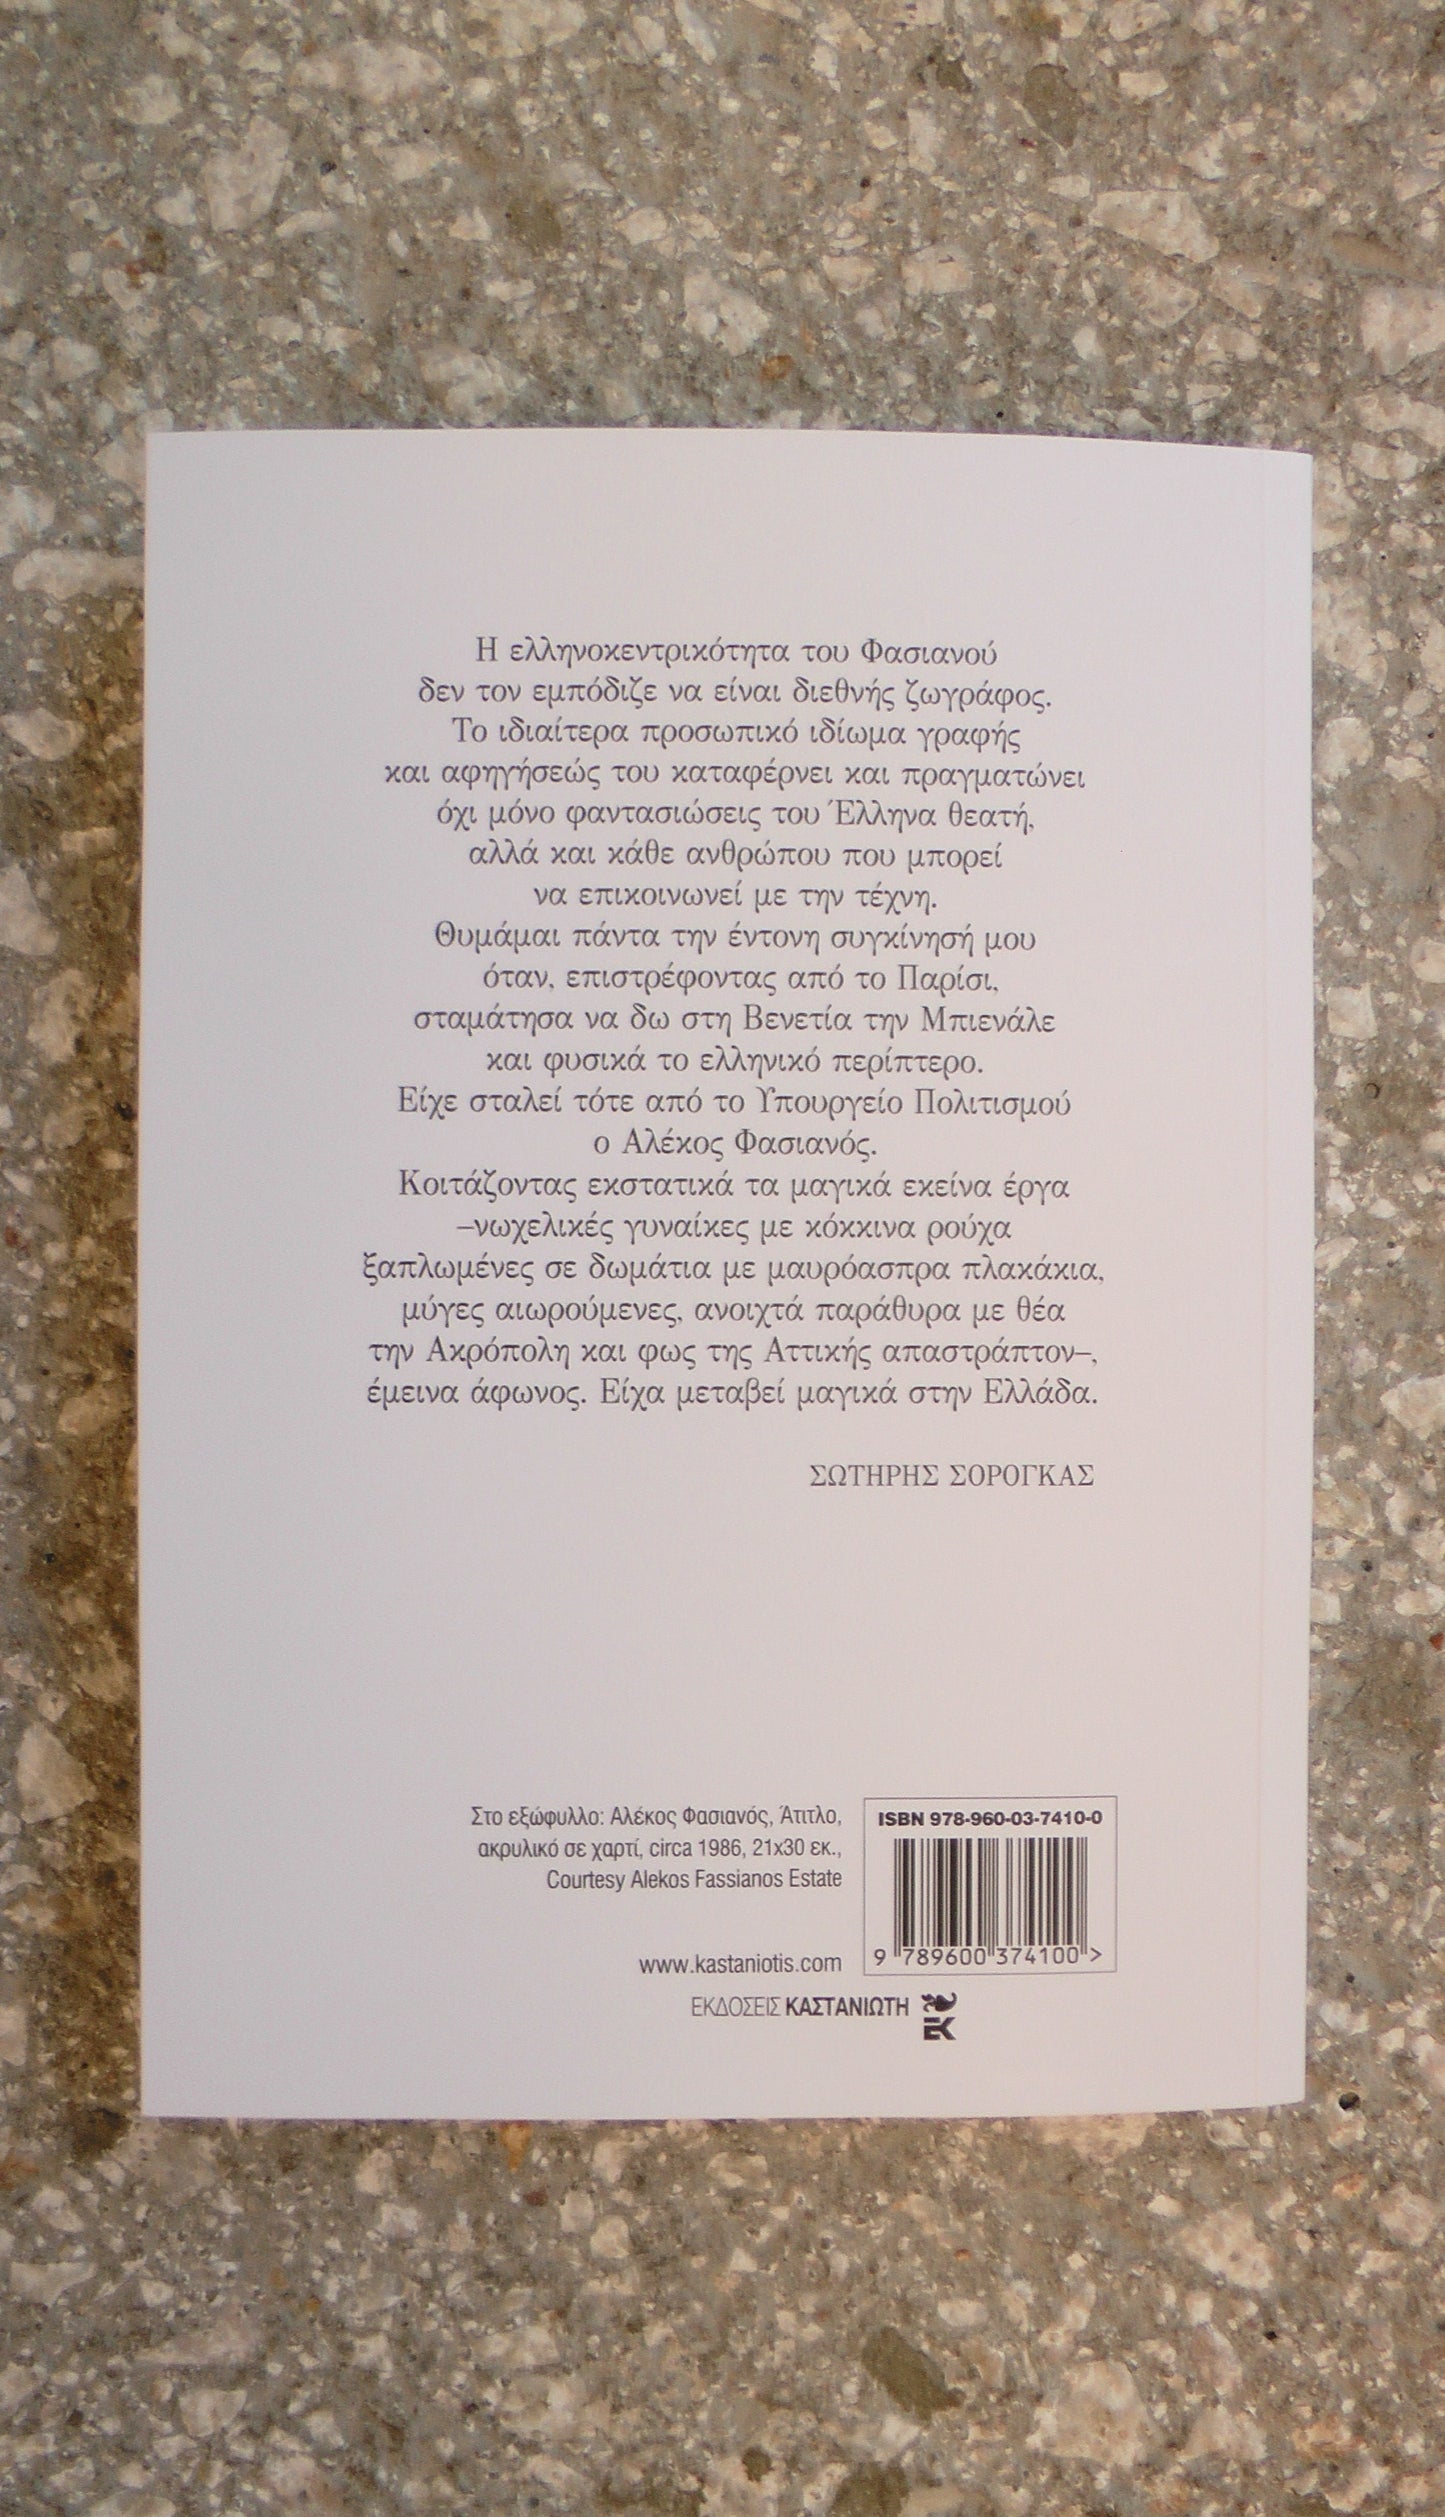 Η ελληνοκεντρικότητα του Φασιανού
δεν τον εμπόδιζε να είναι διεθνής ζωγράφος.
Το ιδιαίτερα προσωπικό ιδίωμα γραφής
και αφηγήσεώς του καταφέρνει και πραγματώνει
όχι μόνο φαντασιώσεις του Έλληνα θεατή,
αλλά και κάθε ανθρώπου που μπορεί
να επικοινωνεί με την τέχνη.
Θυμάμαι πάντα την έντονη συγκίνησή μου
όταν, επιστρέφοντας από το Παρίσι,
σταμάτησα να δω στη Βενετία την Μπιενάλε
και φυσικά το ελληνικό περίπτερο.
Είχε σταλεί τότε από το Υπουργείο Πολιτισμού
ο Αλέκος Φασιανός.
Κοιτάζοντας εκστατικά τα μαγικά εκείνα έργα
–νωχελικές γυναίκες με κόκκινα ρούχα
ξαπλωμένες σε δωμάτια με μαυρόασπρα πλακάκια,
μύγες αιωρούμενες, ανοιχτά παράθυρα με θέα
την Ακρόπολη και φως της Αττικής απαστράπτον–,
έμεινα άφωνος. Είχα μεταβεί μαγικά στην Ελλάδα.
ΣΩΤΗΡΗΣ ΣΟΡΟΓΚΑΣ
Στο εξώφυλλο: Αλέκος Φασιανός, Άτιτλο,
ακρυλικό σε χαρτί, circa 1986, 21x30 εκ.,
Courtesy Alekos Fassianos Estate
ISBN 978-960-03-7410-0
9 789600 374100 >
www.kastaniotis.com
ΕΚΔΟΣΕΙΣ ΚΑΣΤΑΝΙΩΤΗ
ΕΚ